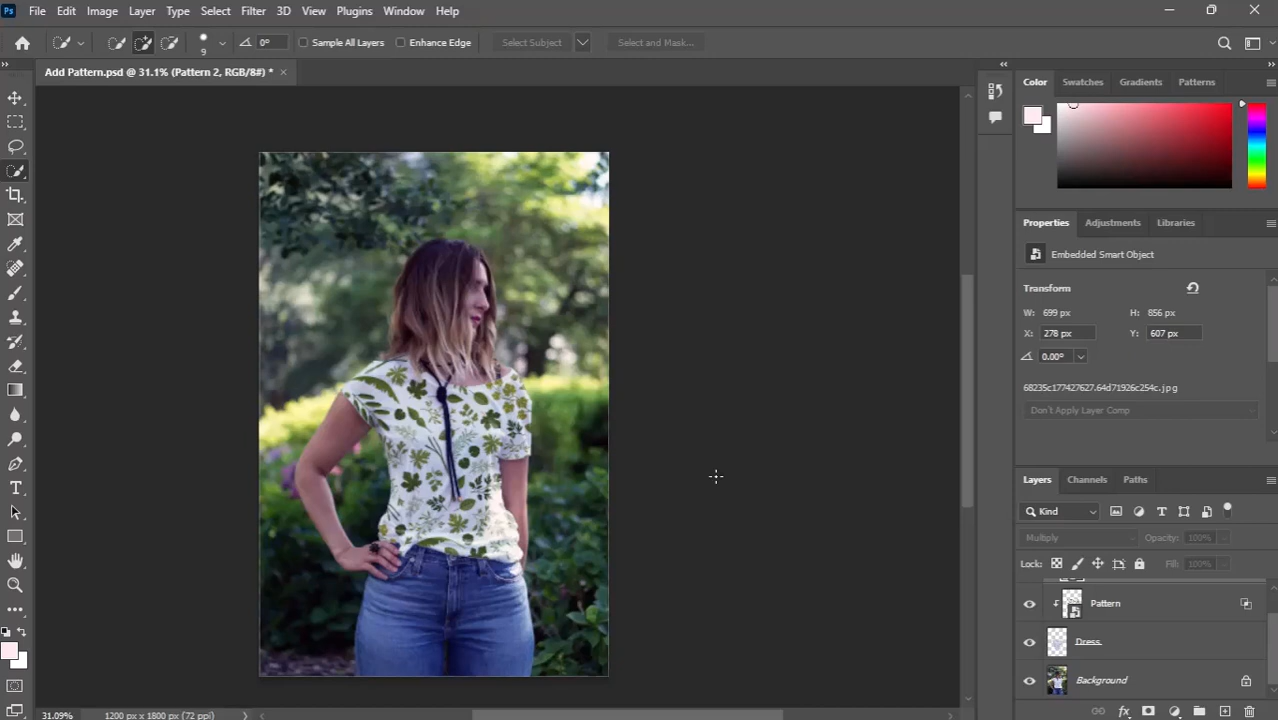 Ps File Edit Image Layer Type Select Filter 3D View Plugins Window Help
9 0° Sample All Layers Enhance Edge Select Subject Select and Mask...
Add Pattern.psd @ 31.1% (Pattern 2, RGB/8#) * ×
Color Swatches Gradients Patterns
Properties Adjustments Libraries
Embedded Smart Object
Transform
W: 699 px H: 856 px
X: 278 px Y: 607 px
0.00°
68235c177427627.64d71926c254c.jpg
Don't Apply Layer Comp
Layers Channels Paths
Kind
Multiply Opacity: 100%
Lock: Fill: 100%
Pattern
Dress
Background
31.09% 1200 px x 1800 px (72 ppi)